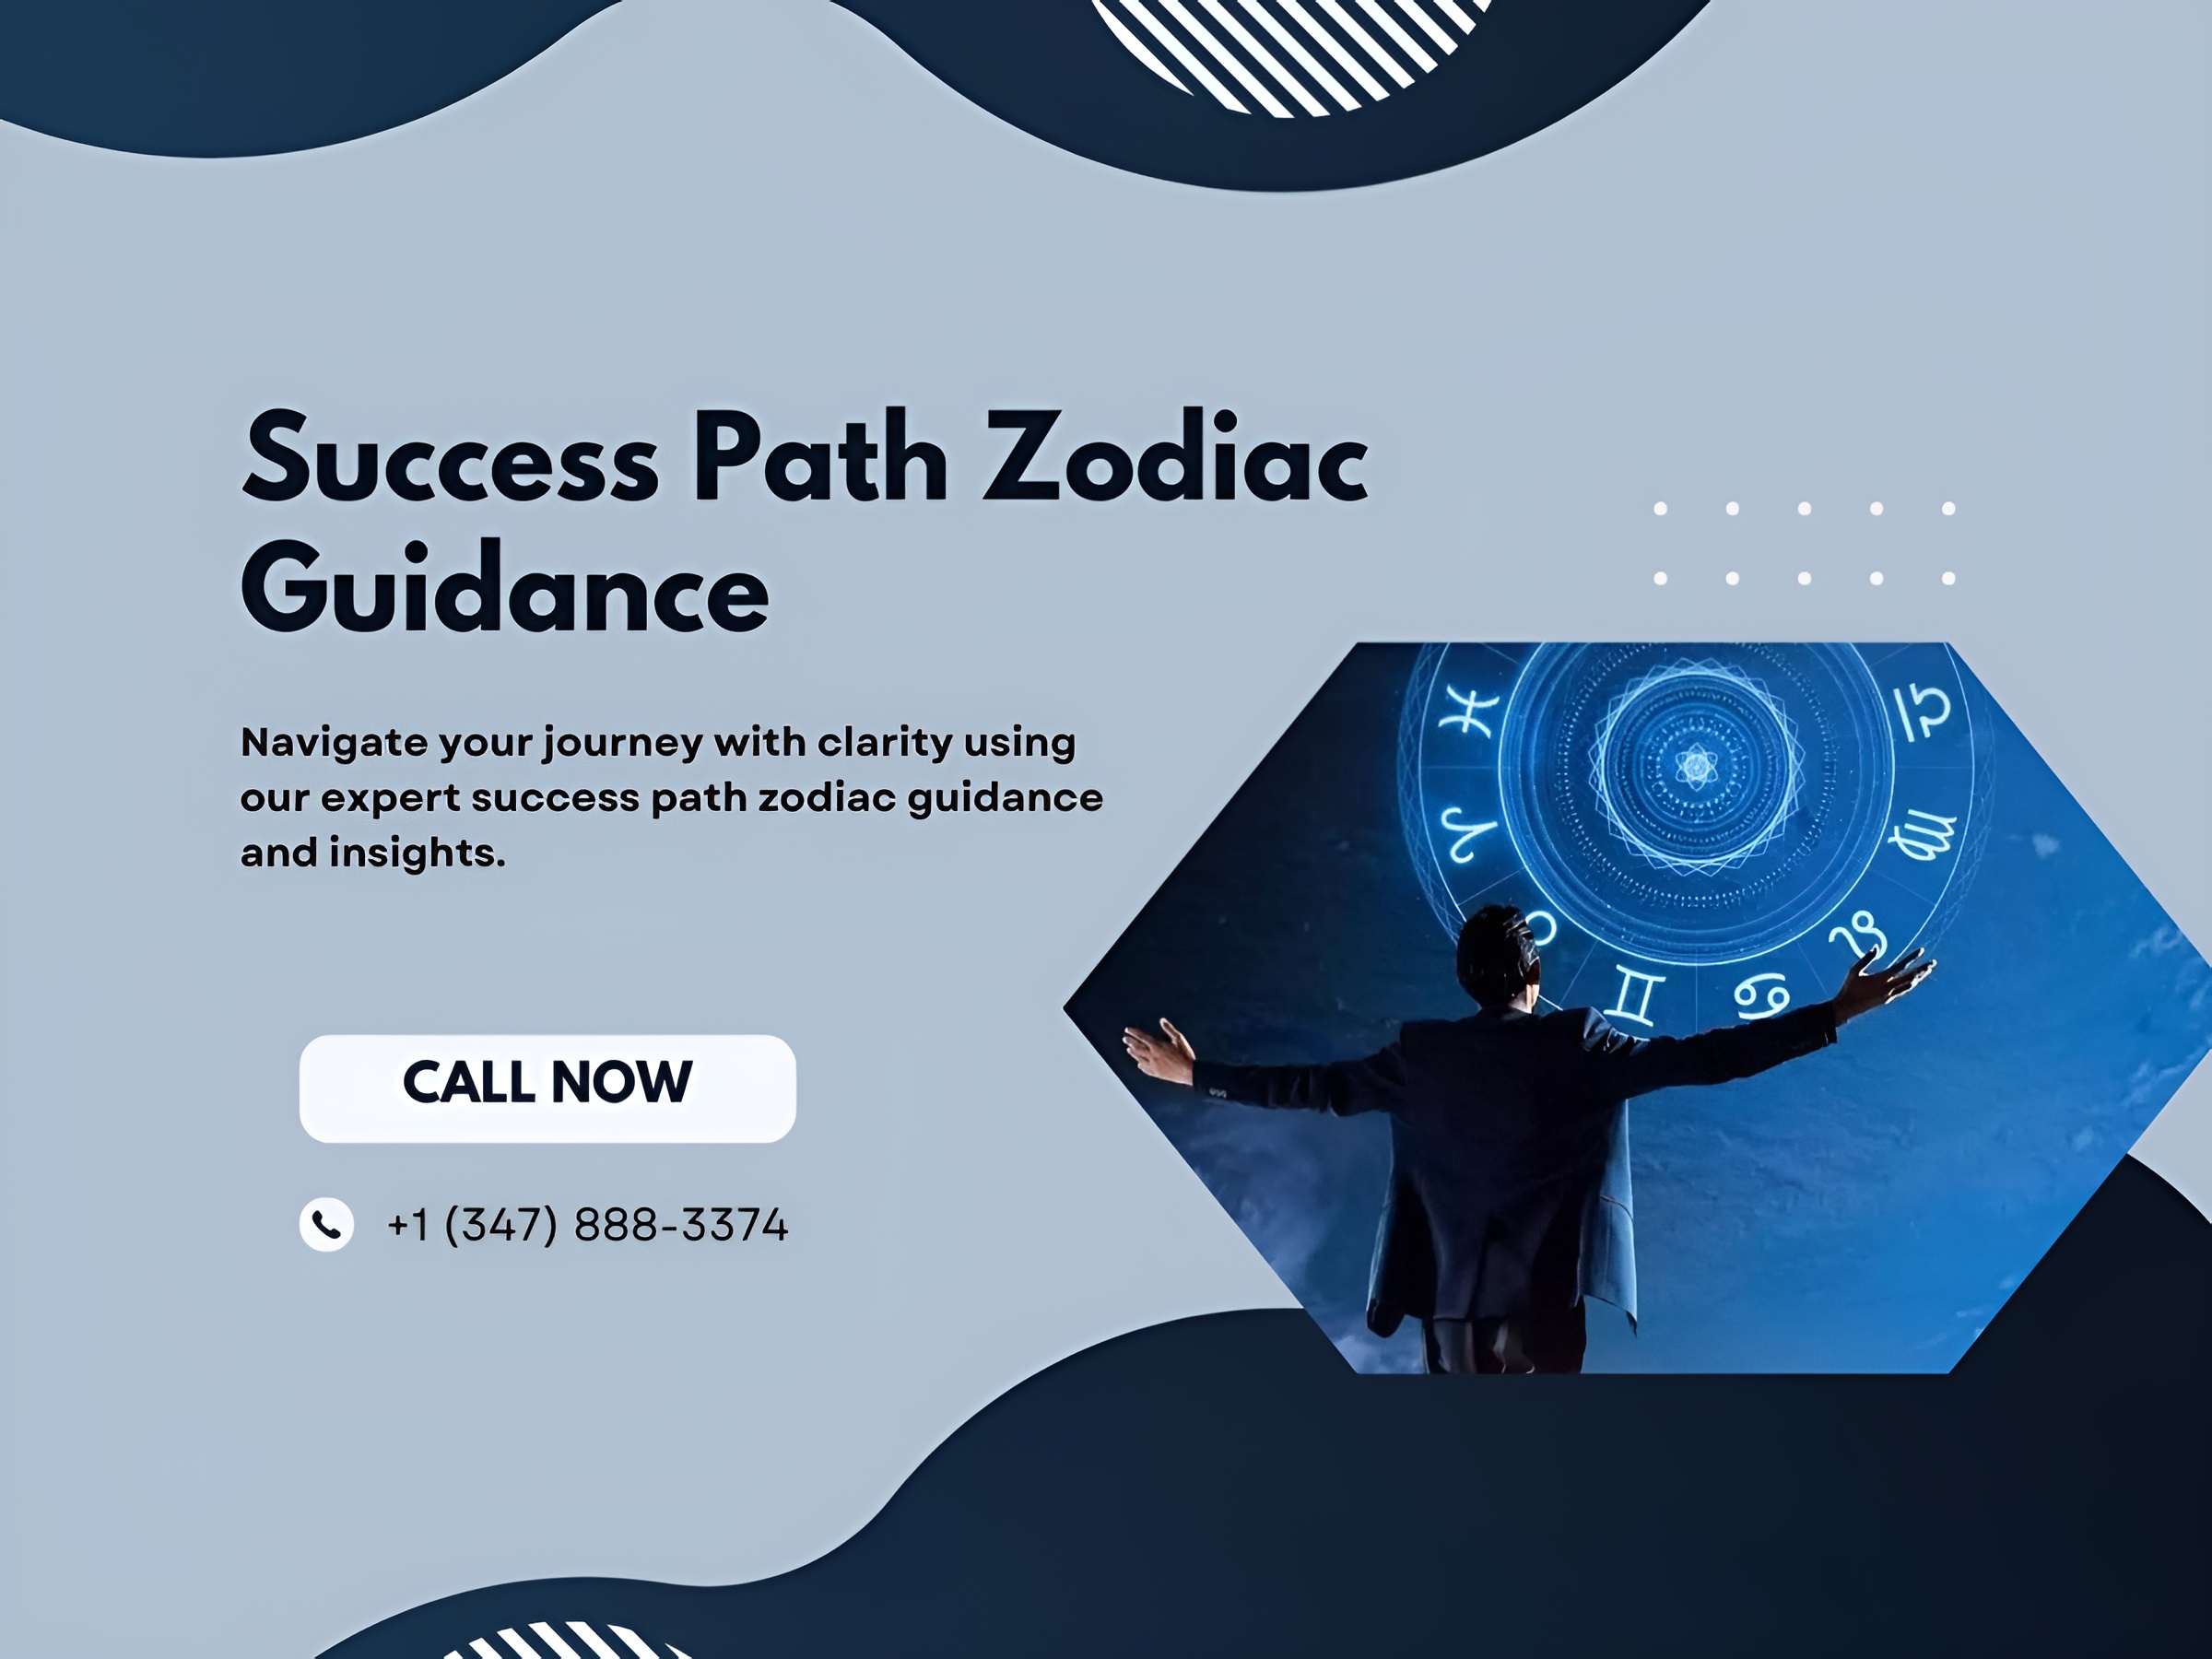 Success Path Zodiac
Guidance
Navigate your journey with clarity using
our expert success path zodiac guidance
and insights.
CALL NOW
+1 (347) 888-3374